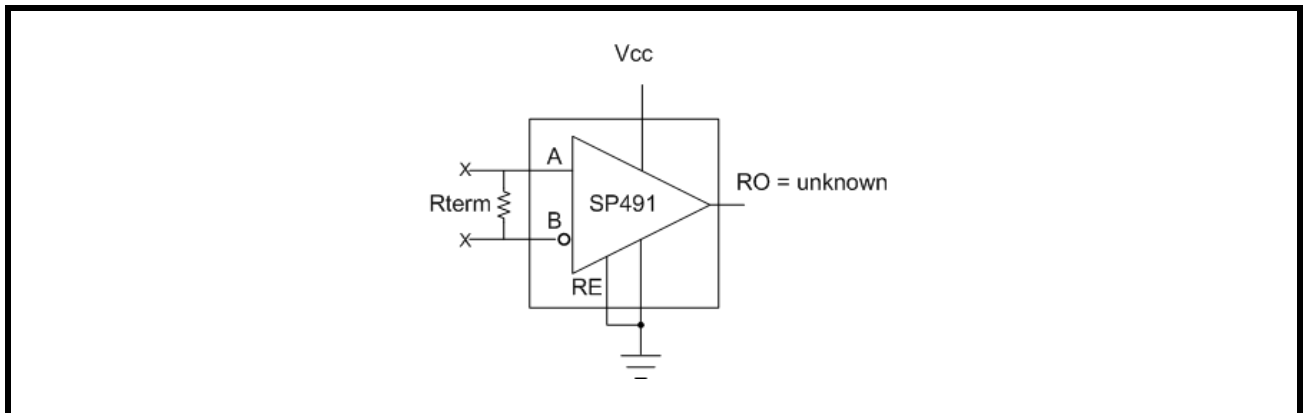 Vcc
A
RO = unknown
Rterm
SP491
B
RE